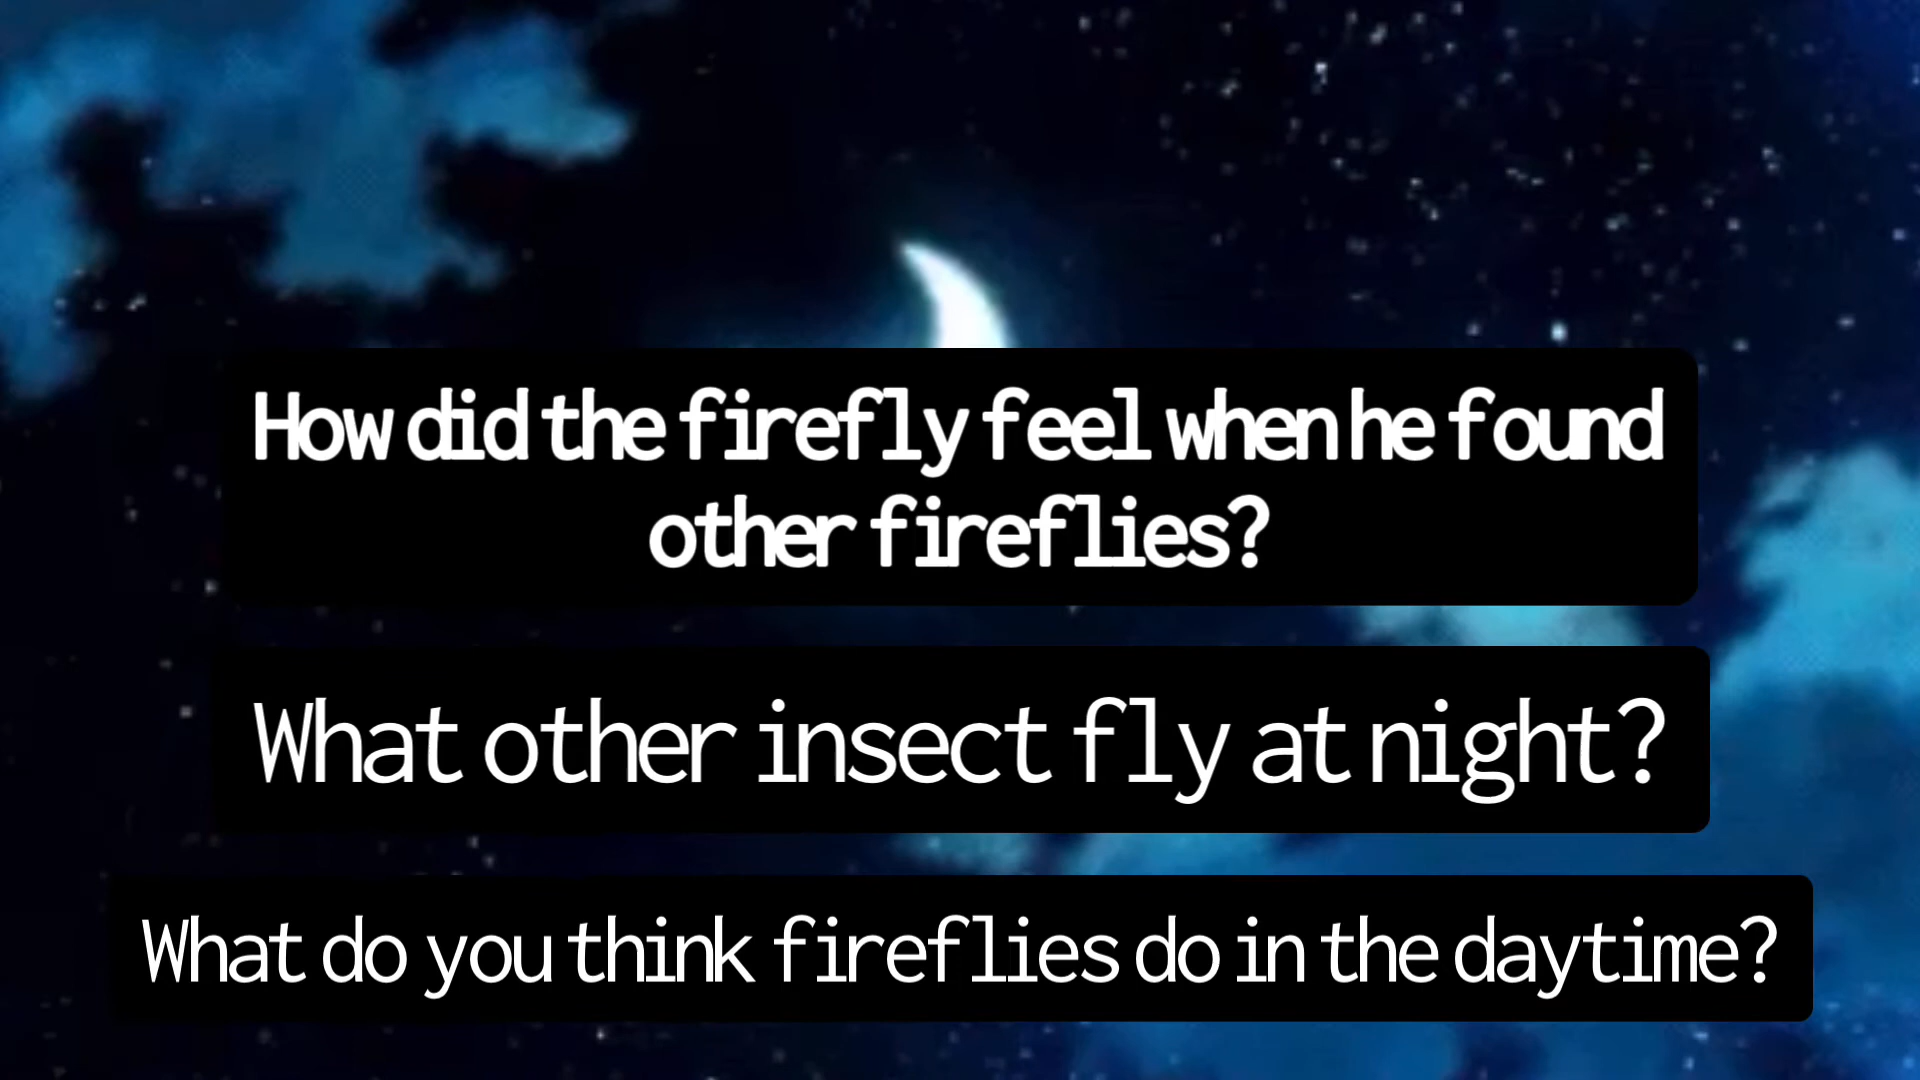 How did the firefly feel when he found
other fireflies?
What other insect fly at night?
What do you think fireflies do in the daytime?